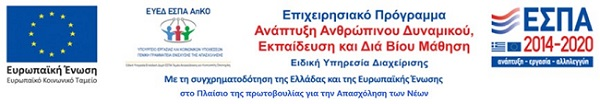 Ευρωπαϊκή Ένωση
Ευρωπαϊκό Κοινωνικό Ταμείο
ΕΥΕΔ ΕΣΠΑ ΑπΚΟ
Επιχειρησιακό Πρόγραμμα
Ανάπτυξη Ανθρώπινου Δυναμικού,
Εκπαίδευση και Διά Βίου Μάθηση
Ειδική Υπηρεσία Διαχείρισης
Με τη συγχρηματοδότηση της Ελλάδας και της Ευρωπαϊκής Ένωσης
στο Πλαίσιο της πρωτοβουλίας για την Απασχόληση των Νέων
ΕΣΠΑ
2014-2020
ανάπτυξη - εργασία - αλληλεγγύη